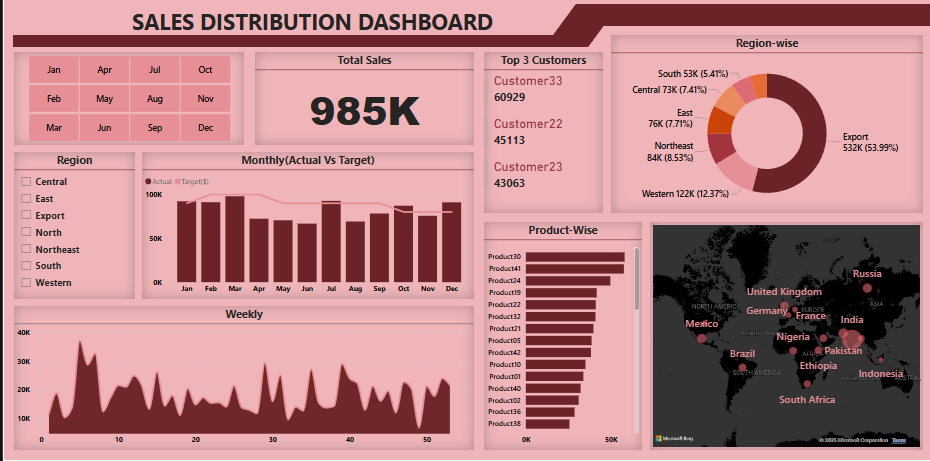 SALES DISTRIBUTION DASHBOARD
Jan Apr Jul Oct
Feb May Aug Nov
Mar Jun Sep Dec
Total Sales
985K
Top 3 Customers
Customer33
60929
Customer22
45113
Customer23
43063
Region-wise
South 53K (5.41%)
Central 73K (7.41%)
East
76K (7.71%)
Northeast
84K (8.53%)
Western 122K (12.37%)
Export
532K (53.99%)
Region
Central
East
Export
North
Northeast
South
Western
Monthly(Actual Vs Target)
Actual Target($)
100K
50K
0K
Jan Feb Mar Apr May Jun Jul Aug Sep Oct Nov Dec
Weekly
40K
30K
20K
10K
0 10 20 30 40 50
Product-Wise
Product30
Product41
Product24
Product19
Product22
Product32
Product21
Product05
Product42
Product10
Product01
Product40
Product02
Product36
Product38
0K 50K
Russia
United Kingdom
NORTH AMERICA
EUROPE
ASIA
Germany
France
India
Mexico
Nigeria
Pakistan
Brazil
Ethiopia
SOUTH AMERICA
Indonesia
South Africa
Microsoft Bing
© 2025 Microsoft Corporation Terms